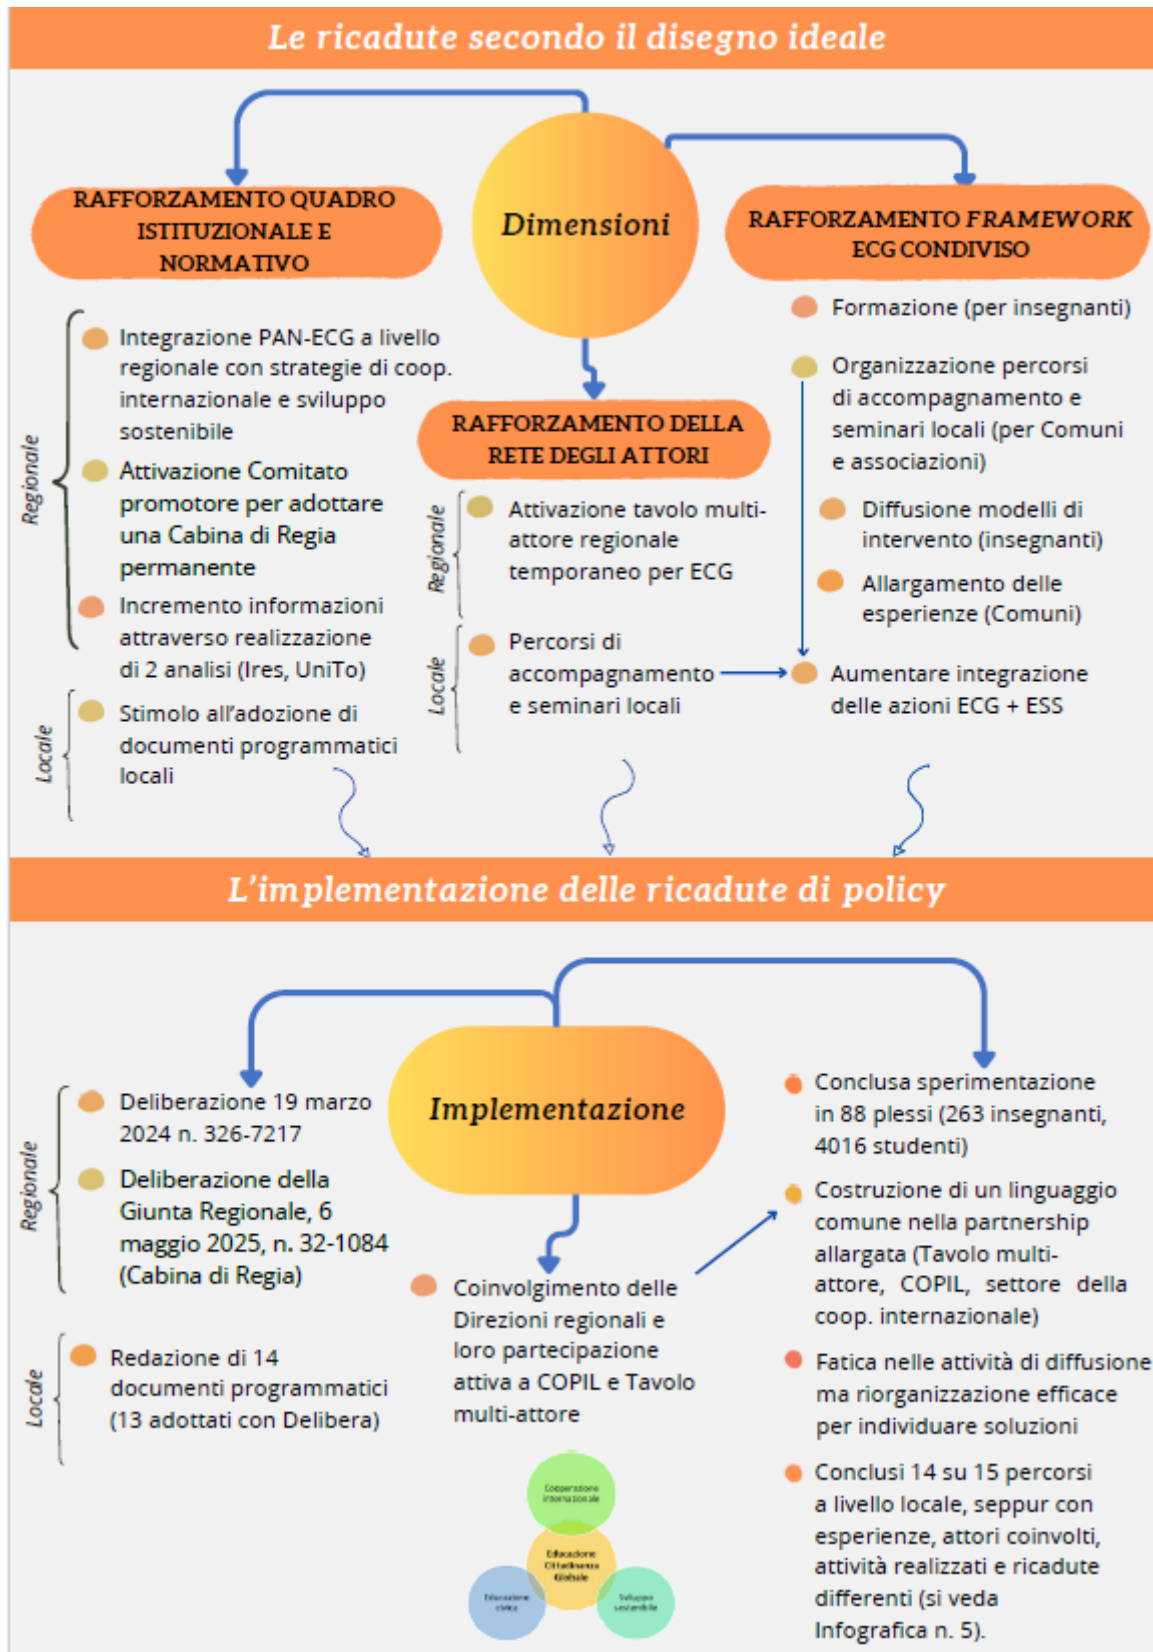 Le ricadute secondo il disegno ideale
Dimensioni
RAFFORZAMENTO QUADRO
ISTITUZIONALE E
NORMATIVO
Regionale
Integrazione PAN-ECG a livello
regionale con strategie di coop.
internazionale e sviluppo
sostenibile
Attivazione Comitato
promotore per adottare
una Cabina di Regia
permanente
Incremento informazioni
attraverso realizzazione
di 2 analisi (Ires, UniTo)
Locale
Stimolo all'adozione di
documenti programmatici
locali
RAFFORZAMENTO DELLA
RETE DEGLI ATTORI
Regionale
Attivazione tavolo multi-
attore regionale
temporaneo per ECG
Locale
Percorsi di
accompagnamento
e seminari locali
RAFFORZAMENTO FRAMEWORK
ECG CONDIVISO
Formazione (per insegnanti)
Organizzazione percorsi
di accompagnamento e
seminari locali (per Comuni
e associazioni)
Diffusione modelli di
intervento (insegnanti)
Allargamento delle
esperienze (Comuni)
Aumentare integrazione
delle azioni ECG + ESS
L'implementazione delle ricadute di policy
Implementazione
Regionale
Deliberazione 19 marzo
2024 n. 326-7217
Deliberazione della
Giunta Regionale, 6
maggio 2025, n. 32-1084
(Cabina di Regia)
Locale
Redazione di 14
documenti programmatici
(13 adottati con Delibera)
Coinvolgimento delle
Direzioni regionali e
loro partecipazione
attiva a COPIL e Tavolo
multi-attore
Cooperazione
internazionale
Educazione
Cittadinanza
Globale
Educazione
civica
Sviluppo
sostenibile
Conclusa sperimentazione
in 88 plessi (263 insegnanti,
4016 studenti)
Costruzione di un linguaggio
comune nella partnership
allargata (Tavolo multi-
attore, COPIL, settore della
coop. internazionale)
Fatica nelle attività di diffusione
ma riorganizzazione efficace
per individuare soluzioni
Conclusi 14 su 15 percorsi
a livello locale, seppur con
esperienze, attori coinvolti,
attività realizzati e ricadute
differenti (si veda
Infografica n. 5).